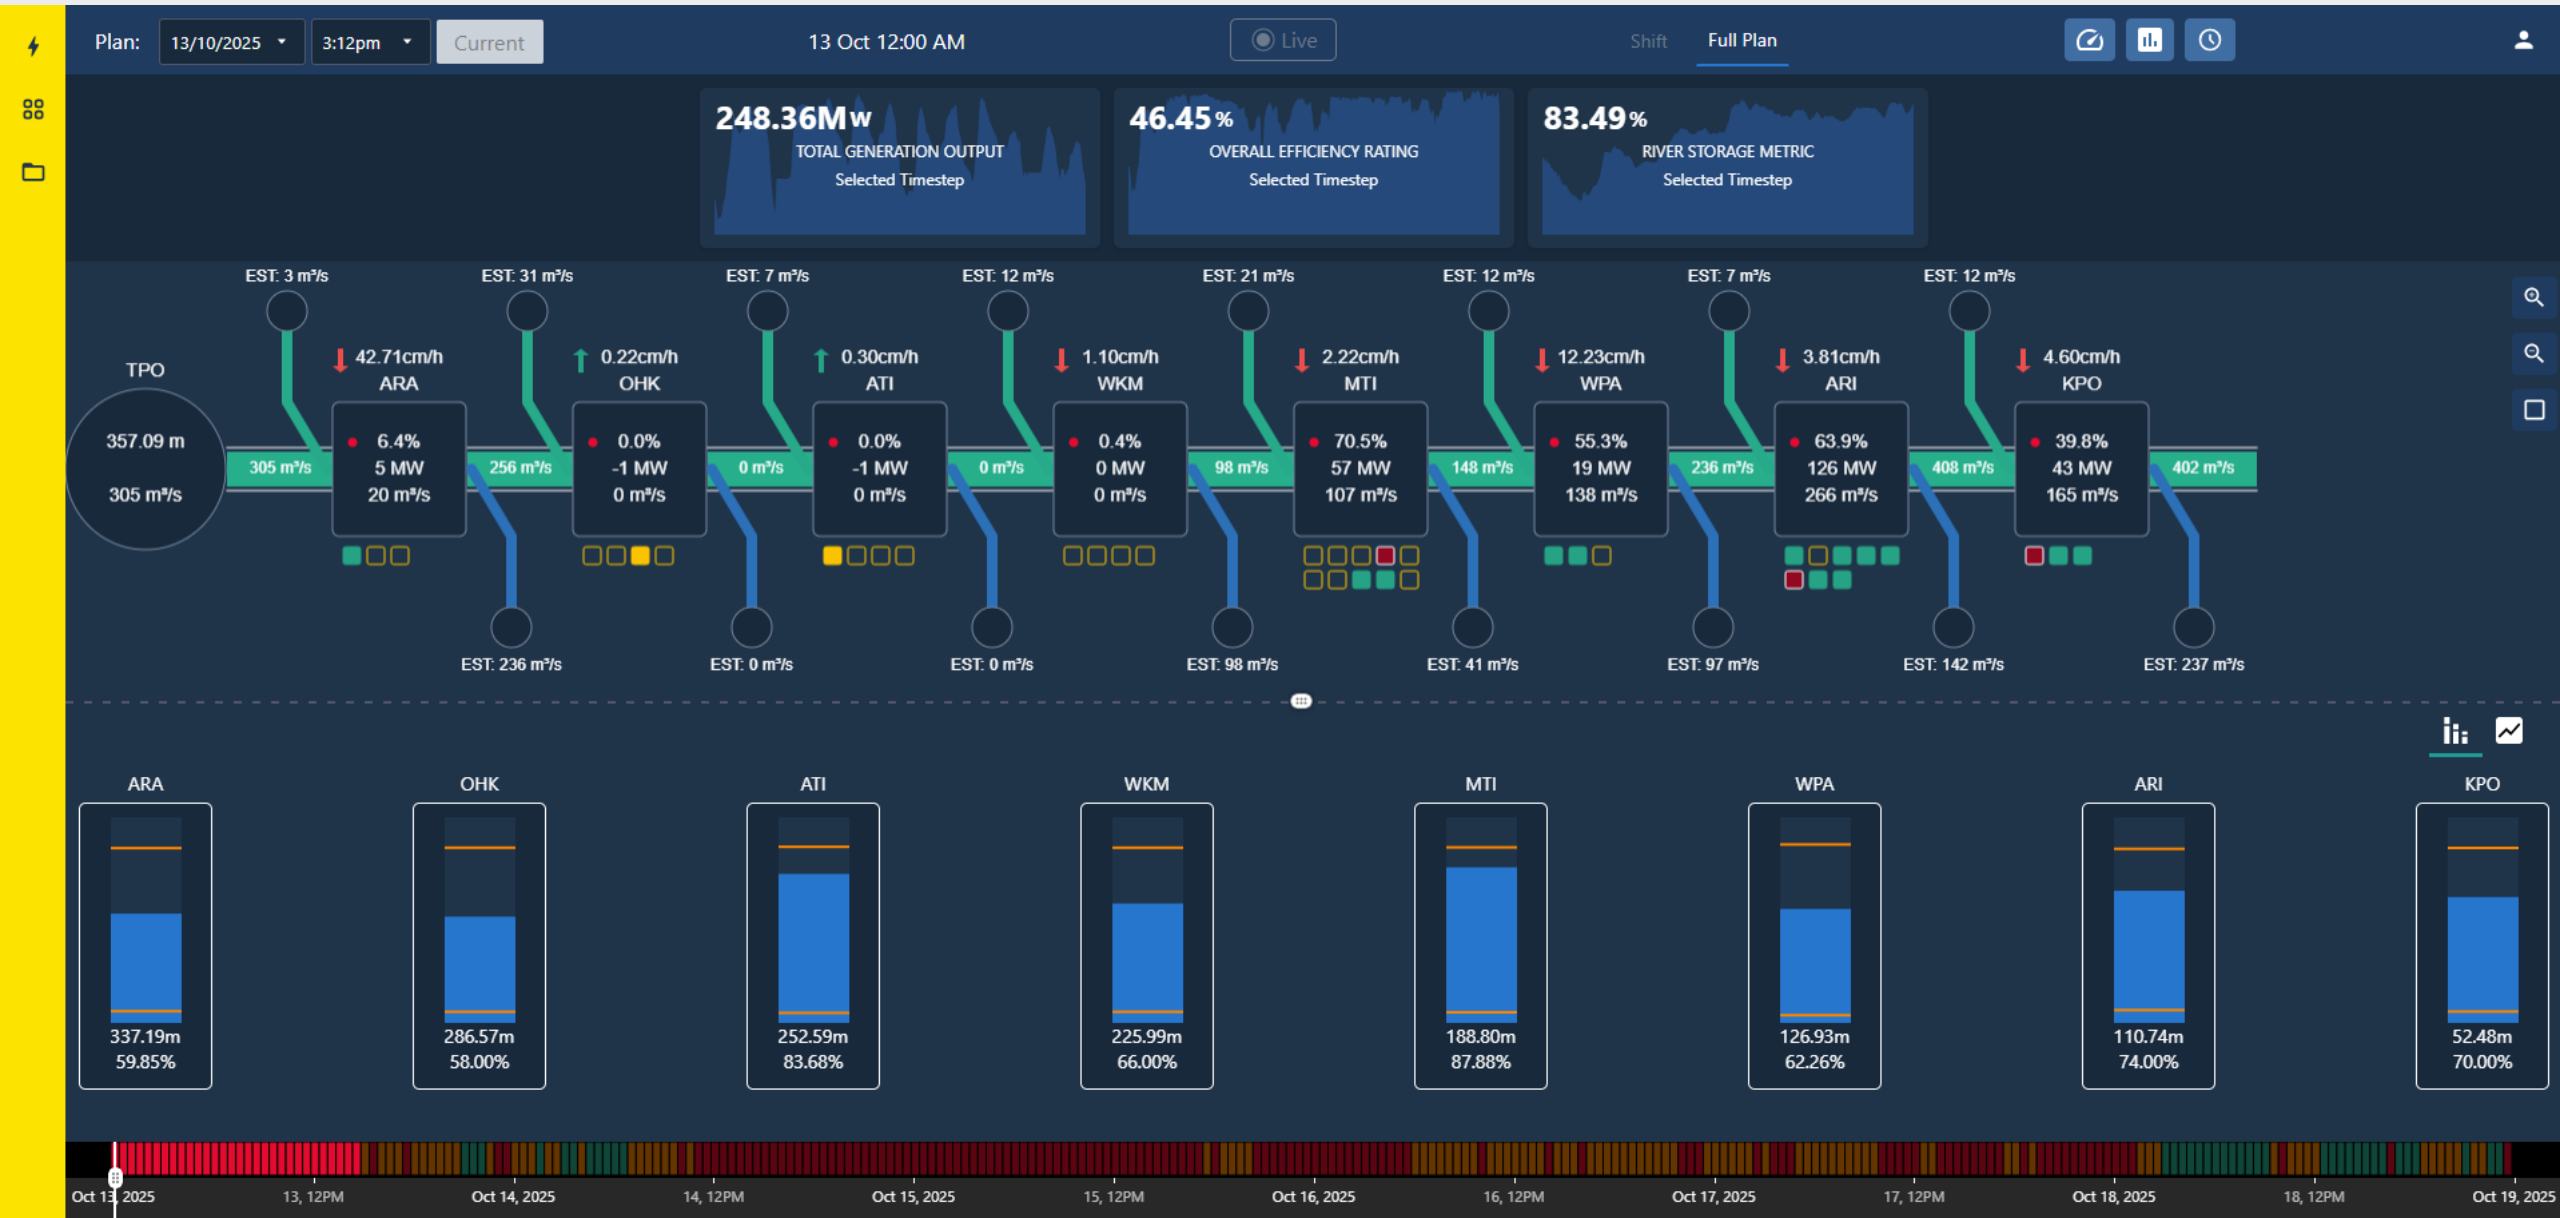 Plan: 13/10/2025 3:12pm Current 13 Oct 12:00 AM Live Shift Full Plan
248.36MW 46.45% 83.49%
TOTAL GENERATION OUTPUT OVERALL EFFICIENCY RATING RIVER STORAGE METRIC
Selected Timestep Selected Timestep Selected Timestep
EST: 3 m³/s EST: 31 m³/s EST: 7 m³/s EST: 12 m³/s EST: 21 m³/s EST: 12 m³/s EST: 7 m³/s EST: 12 m³/s
42.71cm/h 0.22cm/h 0.30cm/h 1.10cm/h 2.22cm/h 12.23cm/h 3.81cm/h 4.60cm/h
TPO ARA OHK ATI WKM MTI WPA ARI KPO
357.09 m 6.4% 0.0% 0.0% 0.4% 70.5% 55.3% 63.9% 39.8%
305 m³/s 5 MW 256 m³/s -1 MW 0 m³/s -1 MW 0 m³/s 0 MW 98 m³/s 57 MW 148 m³/s 19 MW 236 m³/s 126 MW 408 m³/s 43 MW 402 m³/s
305 m³/s 20 m³/s 0 m³/s 0 m³/s 0 m³/s 107 m³/s 138 m³/s 266 m³/s 165 m³/s
EST: 236 m³/s EST: 0 m³/s EST: 0 m³/s EST: 98 m³/s EST: 41 m³/s EST: 97 m³/s EST: 142 m³/s EST: 237 m³/s
ARA OHK ATI WKM MTI WPA ARI KPO
337.19m 286.57m 252.59m 225.99m 188.80m 126.93m 110.74m 52.48m
59.85% 58.00% 83.68% 66.00% 87.88% 62.26% 74.00% 70.00%
Oct 13, 2025 13, 12PM Oct 14, 2025 14, 12PM Oct 15, 2025 15, 12PM Oct 16, 2025 16, 12PM Oct 17, 2025 17, 12PM Oct 18, 2025 18, 12PM Oct 19, 2025